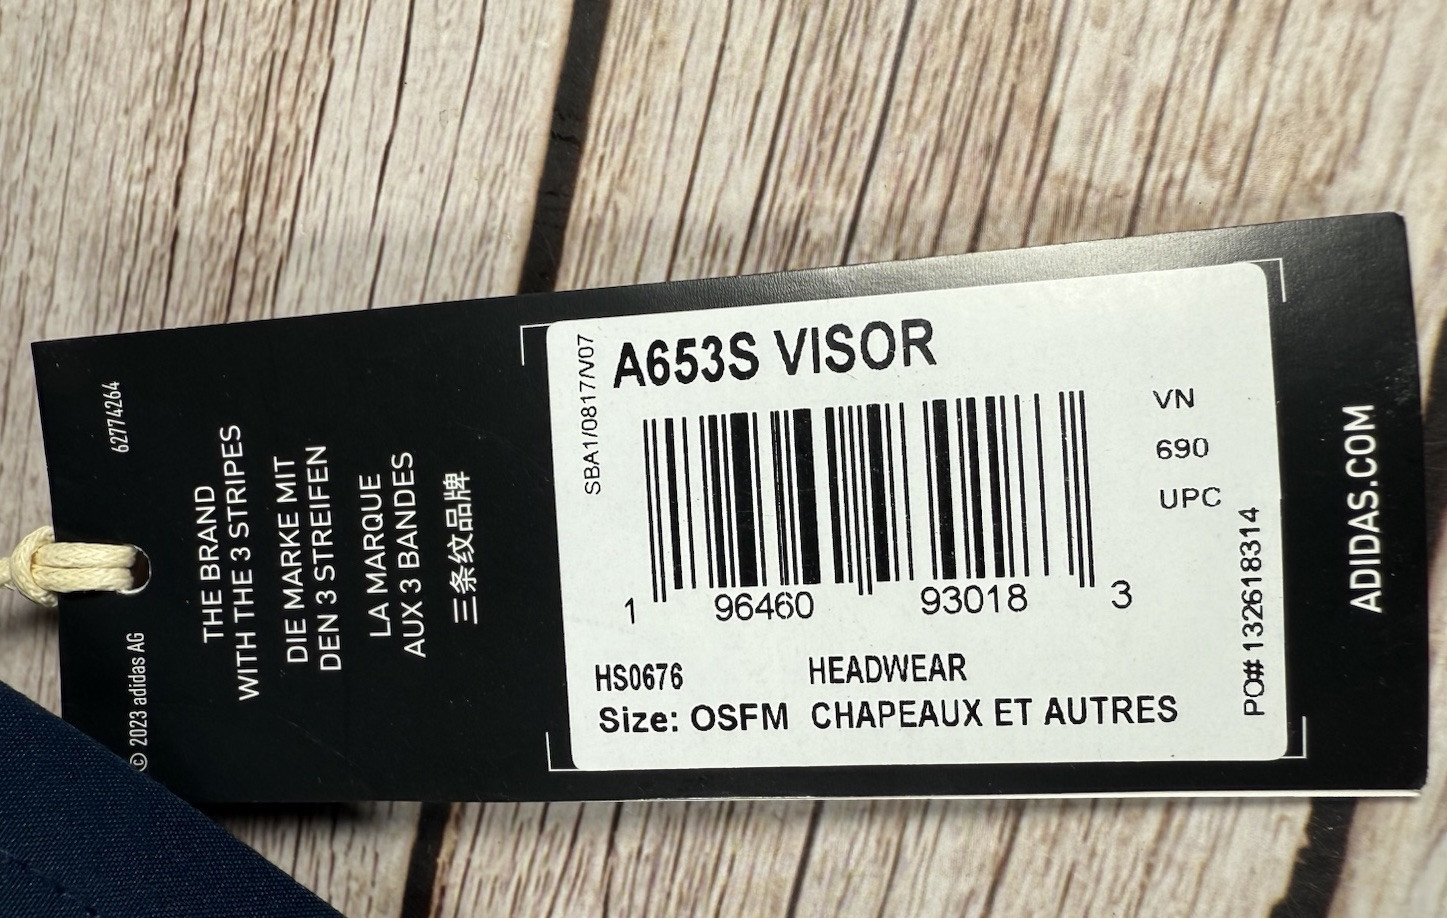 62774264
© 2023 adidas AG
THE BRAND
WITH THE 3 STRIPES
DIE MARKE MIT
DEN 3 STREIFEN
LA MARQUE
AUX 3 BANDES
三条纹品牌
SBA1/0817/V07
A653S VISOR
VN
690
UPC
1 96460 93018 3
PO# 132618314
HS0676 HEADWEAR
Size: OSFM CHAPEAUX ET AUTRES
ADIDAS.COM